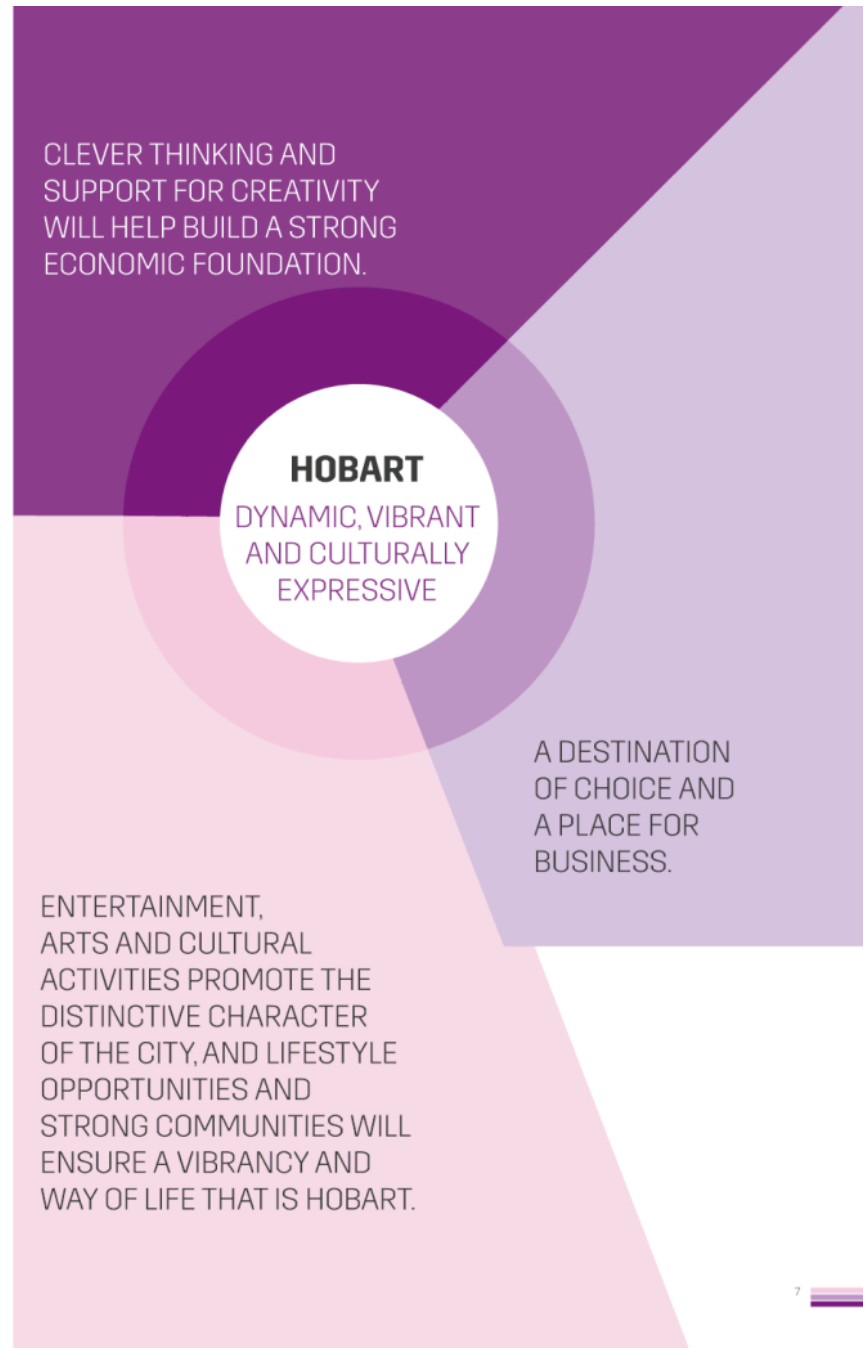 CLEVER THINKING AND
SUPPORT FOR CREATIVITY
WILL HELP BUILD A STRONG
ECONOMIC FOUNDATION.
HOBART
DYNAMIC, VIBRANT
AND CULTURALLY
EXPRESSIVE
A DESTINATION
OF CHOICE AND
A PLACE FOR
BUSINESS.
ENTERTAINMENT,
ARTS AND CULTURAL
ACTIVITIES PROMOTE THE
DISTINCTIVE CHARACTER
OF THE CITY, AND LIFESTYLE
OPPORTUNITIES AND
STRONG COMMUNITIES WILL
ENSURE A VIBRANCY AND
WAY OF LIFE THAT IS HOBART.
7